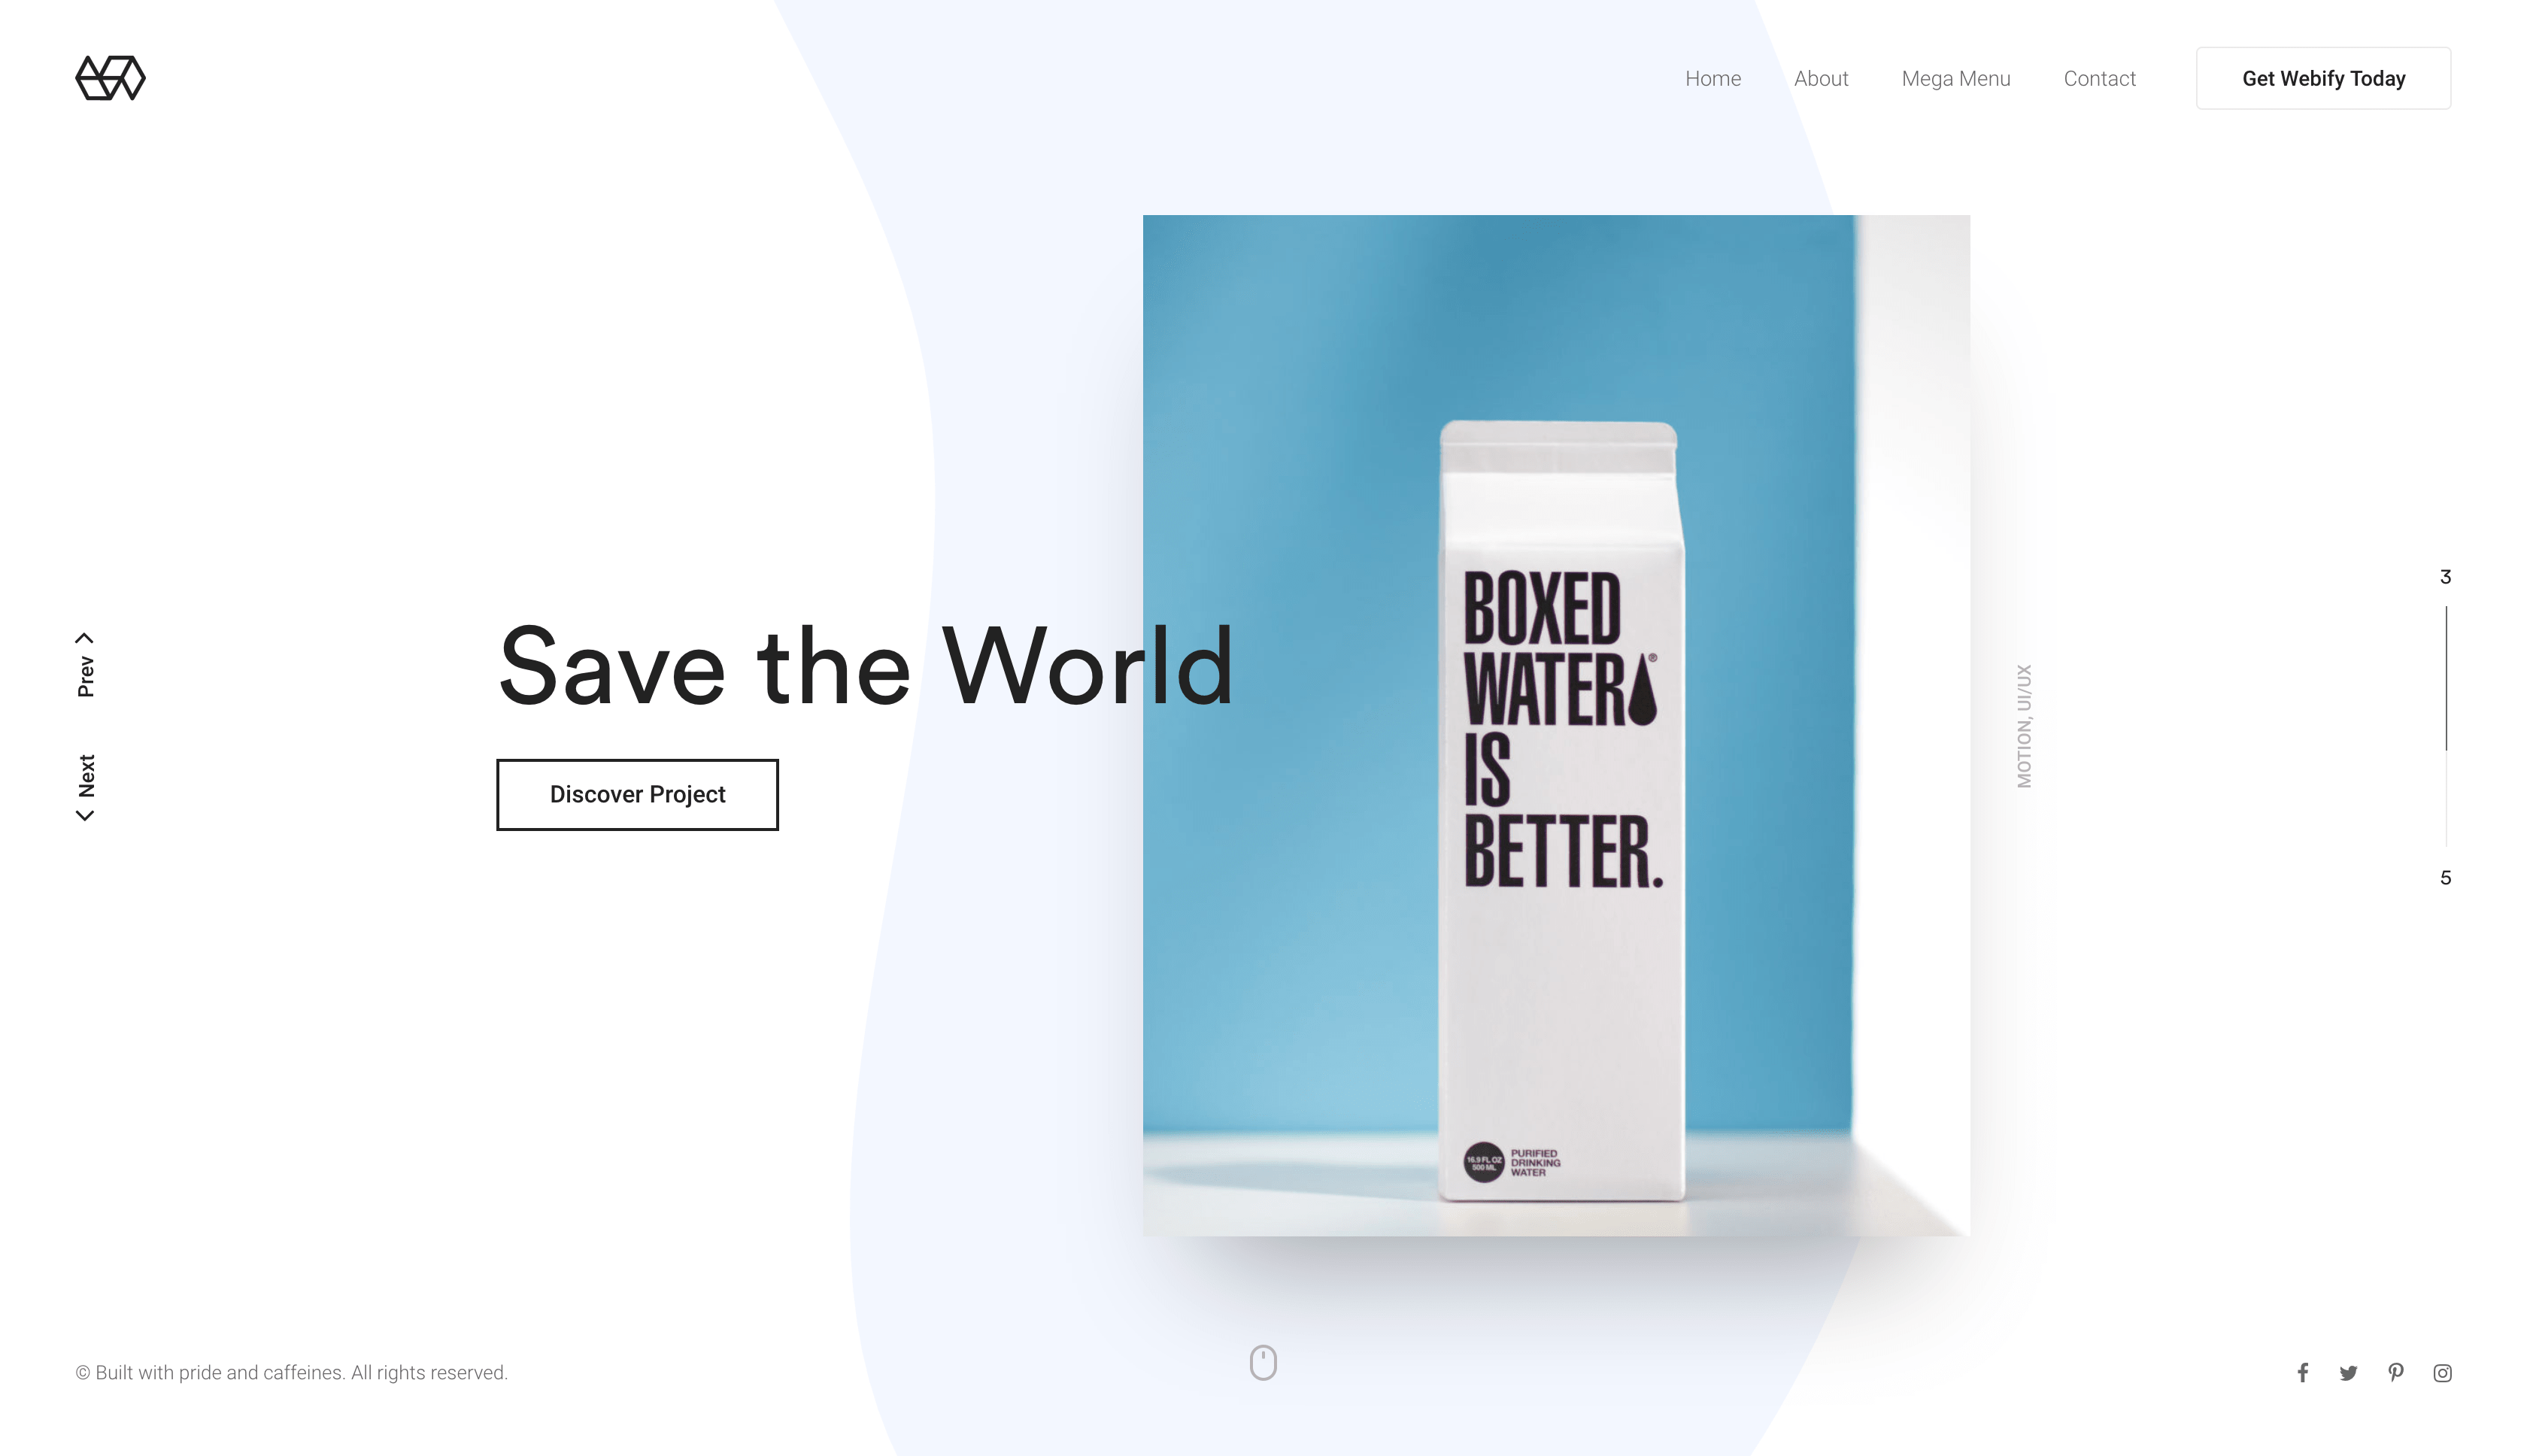 Home
About
Mega Menu
Contact
Get Webify Today
Prev
Next
Save the World
Discover Project
BOXED
WATER®
IS
BETTER.
16.9 FL OZ
500 ML
PURIFIED
DRINKING
WATER
MOTION, UI/UX
3
5
© Built with pride and caffeines. All rights reserved.